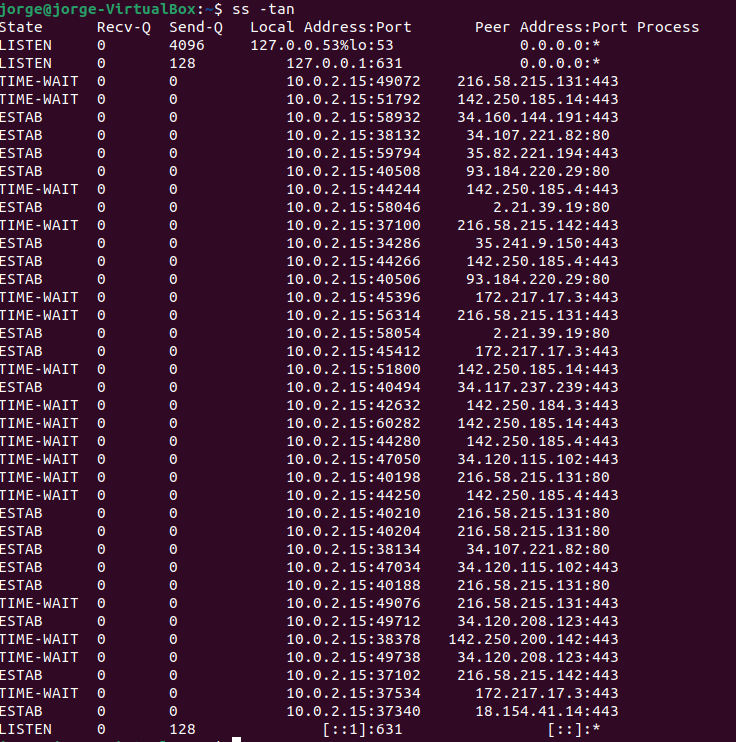 jorge@jorge-VirtualBox:~$ ss -tan
State Recv-Q Send-Q Local Address:Port Peer Address:Port Process
LISTEN 0 4096 127.0.0.53%lo:53 0.0.0.0:*
LISTEN 0 128 127.0.0.1:631 0.0.0.0:*
TIME-WAIT 0 0 10.0.2.15:49072 216.58.215.131:443
TIME-WAIT 0 0 10.0.2.15:51792 142.250.185.14:443
ESTAB 0 0 10.0.2.15:58932 34.160.144.191:443
ESTAB 0 0 10.0.2.15:38132 34.107.221.82:80
ESTAB 0 0 10.0.2.15:59794 35.82.221.194:443
ESTAB 0 0 10.0.2.15:40508 93.184.220.29:80
TIME-WAIT 0 0 10.0.2.15:44244 142.250.185.4:443
ESTAB 0 0 10.0.2.15:58046 2.21.39.19:80
TIME-WAIT 0 0 10.0.2.15:37100 216.58.215.142:443
ESTAB 0 0 10.0.2.15:34286 35.241.9.150:443
ESTAB 0 0 10.0.2.15:44266 142.250.185.4:443
ESTAB 0 0 10.0.2.15:40506 93.184.220.29:80
TIME-WAIT 0 0 10.0.2.15:45396 172.217.17.3:443
TIME-WAIT 0 0 10.0.2.15:56314 216.58.215.131:443
ESTAB 0 0 10.0.2.15:58054 2.21.39.19:80
ESTAB 0 0 10.0.2.15:45412 172.217.17.3:443
TIME-WAIT 0 0 10.0.2.15:51800 142.250.185.14:443
ESTAB 0 0 10.0.2.15:40494 34.117.237.239:443
TIME-WAIT 0 0 10.0.2.15:42632 142.250.184.3:443
TIME-WAIT 0 0 10.0.2.15:60282 142.250.185.14:443
TIME-WAIT 0 0 10.0.2.15:44280 142.250.185.4:443
ESTAB 0 0 10.0.2.15:47050 34.120.115.102:443
TIME-WAIT 0 0 10.0.2.15:40198 216.58.215.131:80
TIME-WAIT 0 0 10.0.2.15:44250 142.250.185.4:443
ESTAB 0 0 10.0.2.15:40210 216.58.215.131:80
ESTAB 0 0 10.0.2.15:40204 216.58.215.131:80
ESTAB 0 0 10.0.2.15:38134 34.107.221.82:80
ESTAB 0 0 10.0.2.15:47034 34.120.115.102:443
ESTAB 0 0 10.0.2.15:40188 216.58.215.131:80
TIME-WAIT 0 0 10.0.2.15:49076 216.58.215.131:443
ESTAB 0 0 10.0.2.15:49712 34.120.208.123:443
TIME-WAIT 0 0 10.0.2.15:38378 142.250.200.142:443
TIME-WAIT 0 0 10.0.2.15:49738 34.120.208.123:443
ESTAB 0 0 10.0.2.15:37102 216.58.215.142:443
TIME-WAIT 0 0 10.0.2.15:37534 172.217.17.3:443
ESTAB 0 0 10.0.2.15:37340 18.154.41.14:443
LISTEN 0 128 [::1]:631 [::]:*